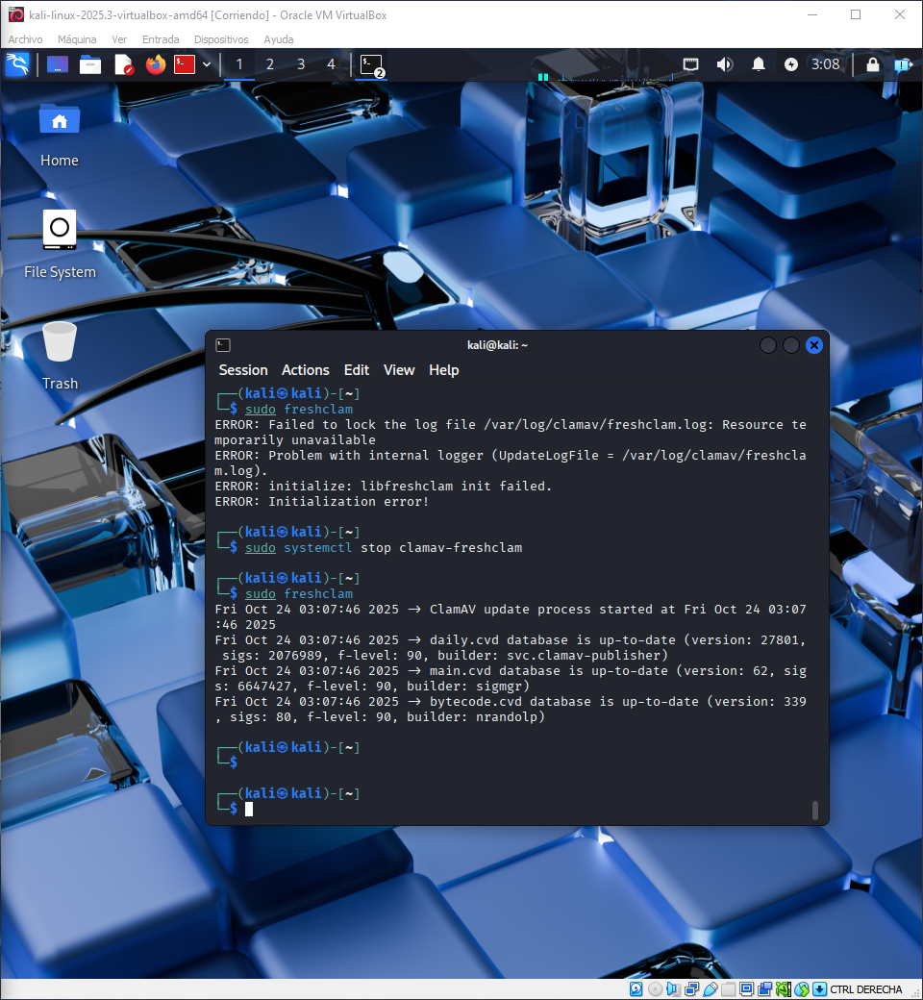 kali-linux-2025.3-virtualbox-amd64 [Corriendo] - Oracle VM VirtualBox
Archivo Máquina Ver Entrada Dispositivos Ayuda
1 2 3 4 2 3:08
Home
File System
Trash
kali@kali: ~
Session Actions Edit View Help
┌──(kali㉿kali)-[~]
└─$ sudo freshclam
ERROR: Failed to lock the log file /var/log/clamav/freshclam.log: Resource te
mporarily unavailable
ERROR: Problem with internal logger (UpdateLogFile = /var/log/clamav/freshcla
m.log).
ERROR: initialize: libfreshclam init failed.
ERROR: Initialization error!
┌──(kali㉿kali)-[~]
└─$ sudo systemctl stop clamav-freshclam
┌──(kali㉿kali)-[~]
└─$ sudo freshclam
Fri Oct 24 03:07:46 2025 → ClamAV update process started at Fri Oct 24 03:07
:46 2025
Fri Oct 24 03:07:46 2025 → daily.cvd database is up-to-date (version: 27801,
sigs: 2076989, f-level: 90, builder: svc.clamav-publisher)
Fri Oct 24 03:07:46 2025 → main.cvd database is up-to-date (version: 62, sig
s: 6647427, f-level: 90, builder: sigmgr)
Fri Oct 24 03:07:46 2025 → bytecode.cvd database is up-to-date (version: 339
, sigs: 80, f-level: 90, builder: nrandolp)
┌──(kali㉿kali)-[~]
└─$
┌──(kali㉿kali)-[~]
└─$
CTRL DERECHA